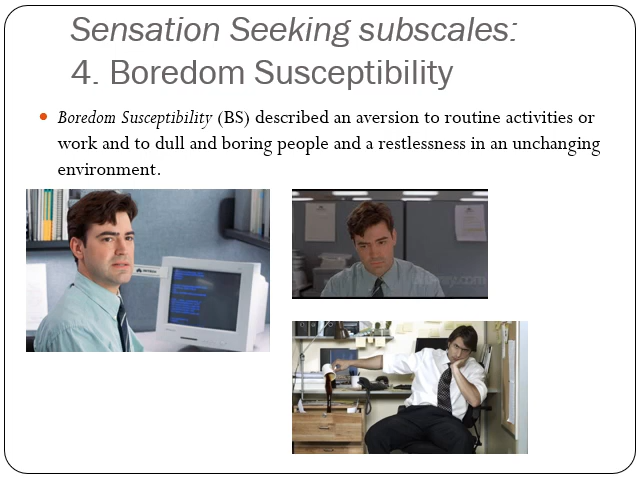 Sensation Seeking subscales:
4. Boredom Susceptibility
Boredom Susceptibility (BS) described an aversion to routine activities or
work and to dull and boring people and a restlessness in an unchanging
environment.